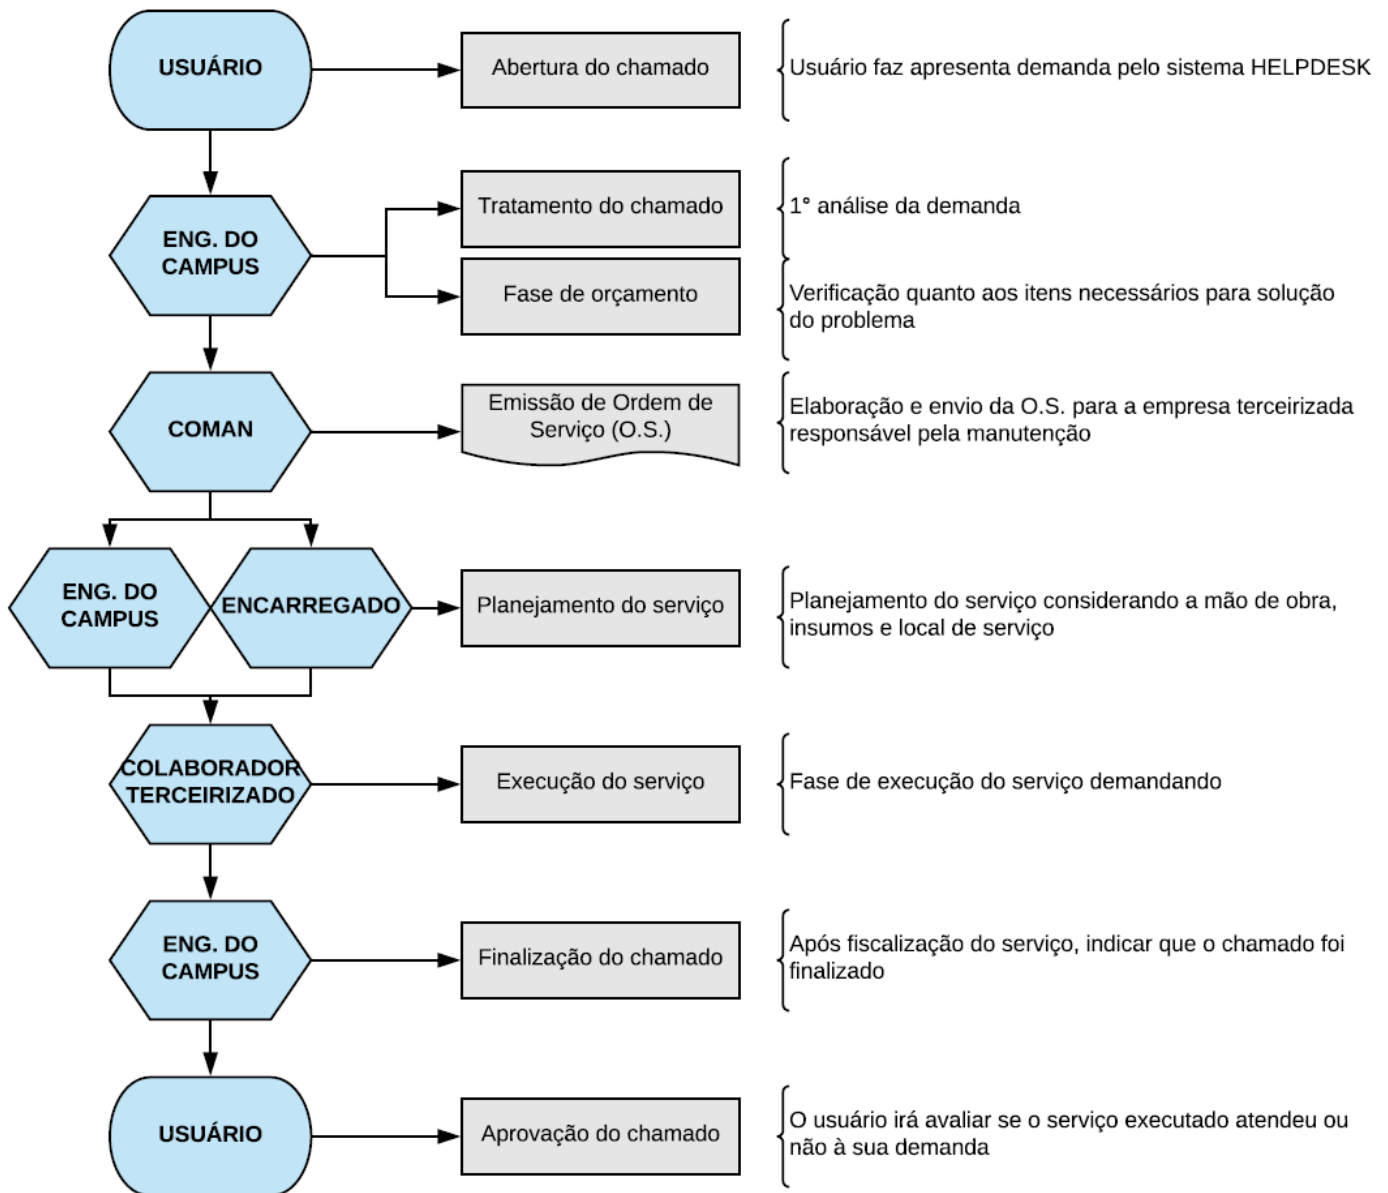 USUÁRIO
Abertura do chamado
Usuário faz apresenta demanda pelo sistema HELPDESK
ENG. DO
CAMPUS
Tratamento do chamado
1° análise da demanda
Fase de orçamento
Verificação quanto aos itens necessários para solução
do problema
COMAN
Emissão de Ordem de
Serviço (O.S.)
Elaboração e envio da O.S. para a empresa terceirizada
responsável pela manutenção
ENG. DO
CAMPUS
ENCARREGADO
Planejamento do serviço
Planejamento do serviço considerando a mão de obra,
insumos e local de serviço
COLABORADOR
TERCEIRIZADO
Execução do serviço
Fase de execução do serviço demandando
ENG. DO
CAMPUS
Finalização do chamado
Após fiscalização do serviço, indicar que o chamado foi
finalizado
USUÁRIO
Aprovação do chamado
O usuário irá avaliar se o serviço executado atendeu ou
não à sua demanda